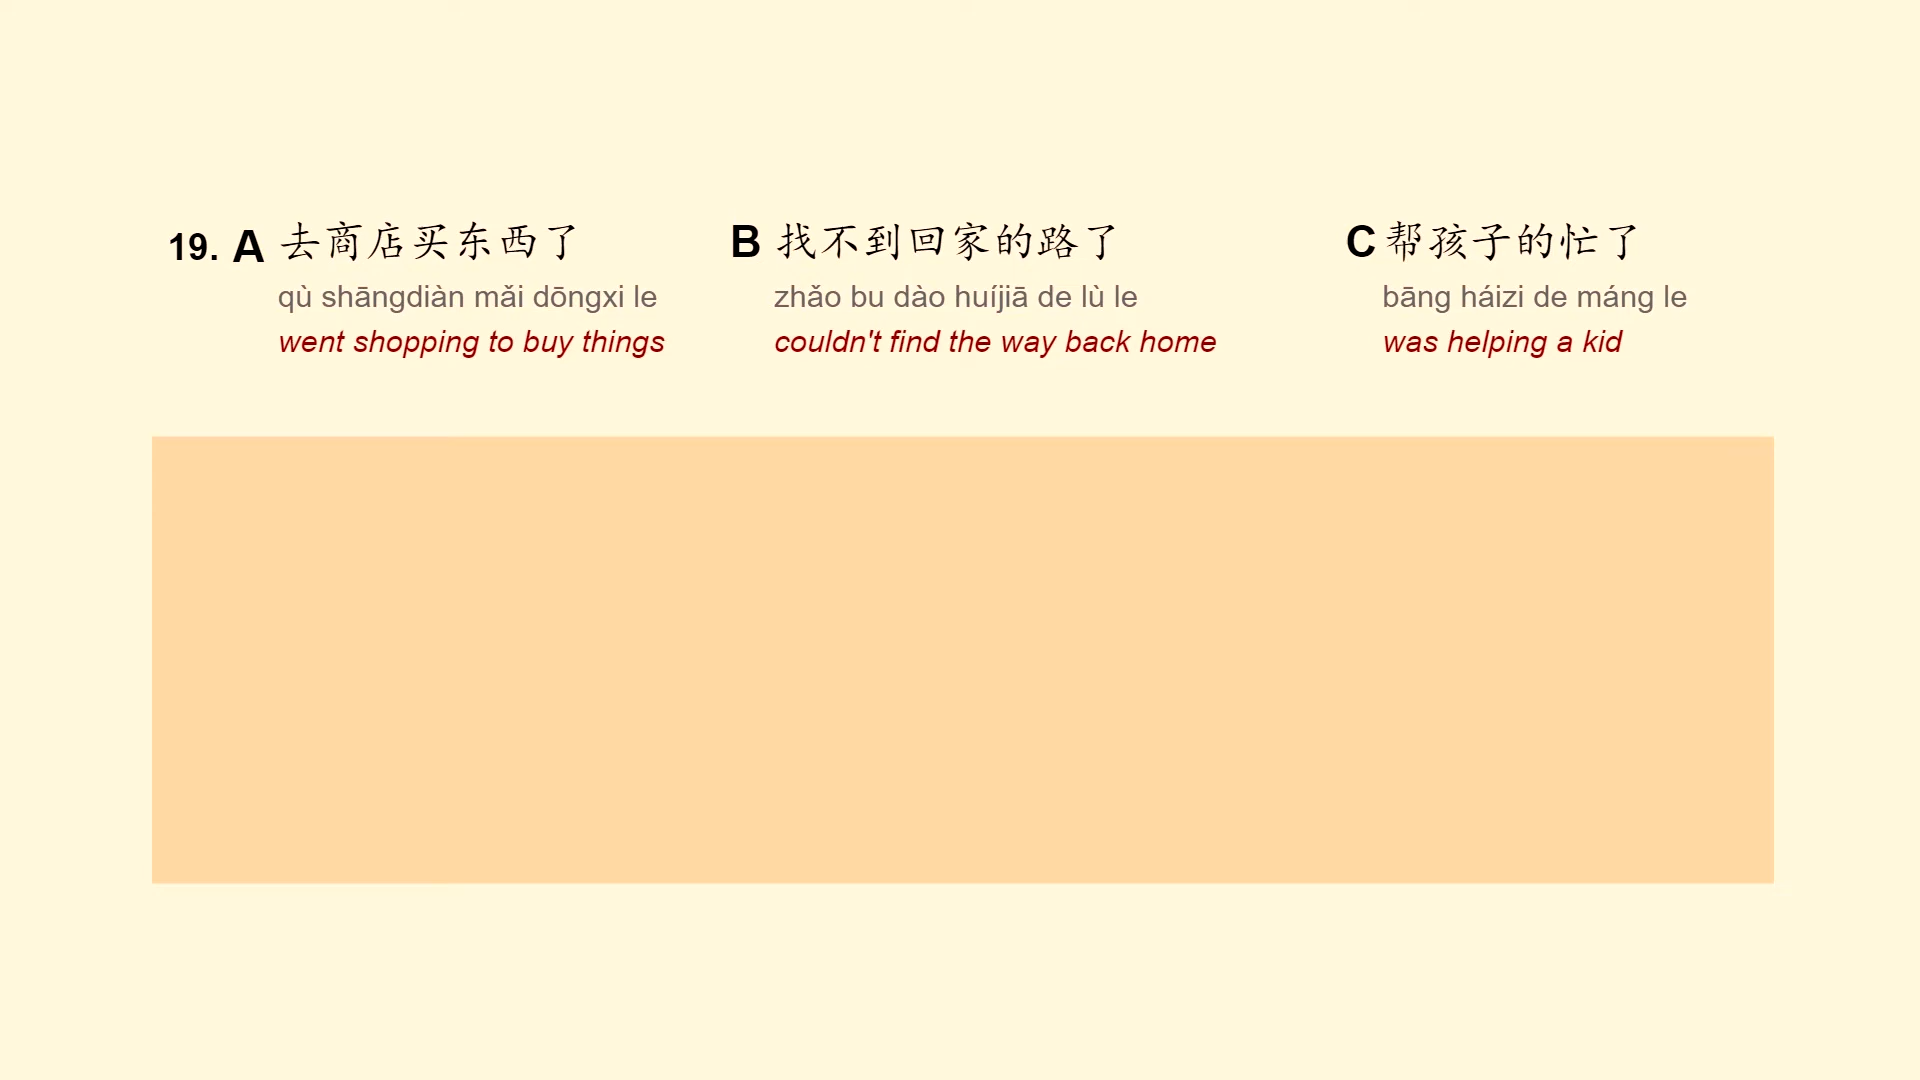 19. A 去商店买东西了 B 找不到回家的路了 C 帮孩子的忙了
qù shāngdiàn mǎi dōngxi le zhǎo bu dào huíjiā de lù le bāng háizi de máng le
went shopping to buy things couldn't find the way back home was helping a kid